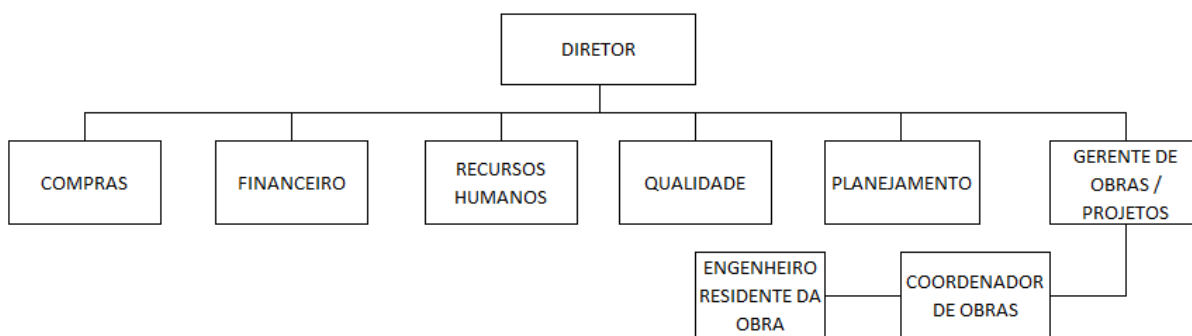 DIRETOR
COMPRAS
FINANCEIRO
RECURSOS
HUMANOS
QUALIDADE
PLANEJAMENTO
GERENTE DE
OBRAS /
PROJETOS
ENGENHEIRO
RESIDENTE DA
OBRA
COORDENADOR
DE OBRAS